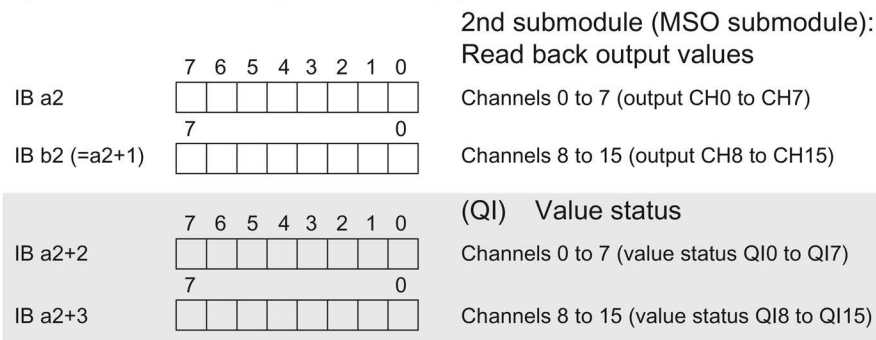 2nd submodule (MSO submodule):
Read back output values
7 6 5 4 3 2 1 0
IB a2 Channels 0 to 7 (output CH0 to CH7)
7 0
IB b2 (=a2+1) Channels 8 to 15 (output CH8 to CH15)
(QI) Value status
7 6 5 4 3 2 1 0
IB a2+2 Channels 0 to 7 (value status QI0 to QI7)
7 0
IB a2+3 Channels 8 to 15 (value status QI8 to QI15)